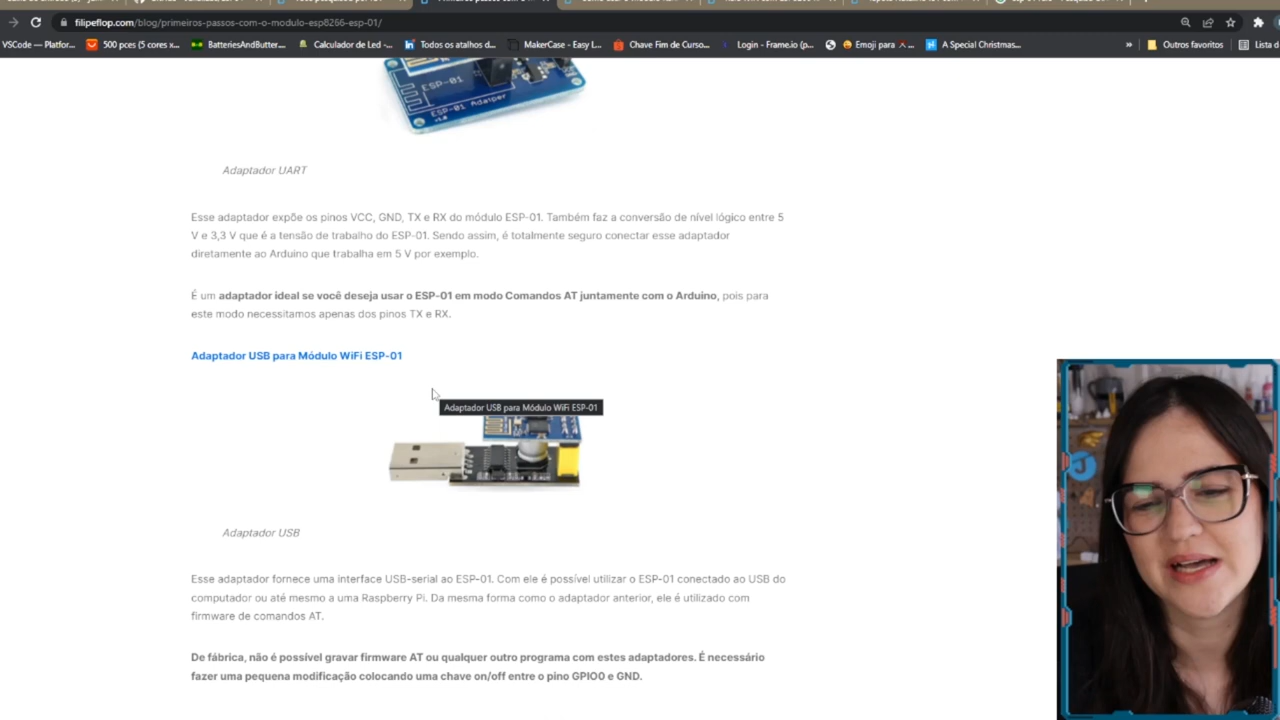 filipeflop.com/blog/primeiros-passos-com-o-modulo-esp8266-esp-01/
VSCode — Platfor...
500 pces (5 cores x...
BatteriesAndButter...
Calculador de Led -...
Todos os atalhos d...
MakerCase - Easy L...
Chave Fim de Curso...
Login - Frame.io (p...
Emoji para
A Special Christmas...
»
Outros favoritos
Lista d
ESP-01
ESP-01 Adapter
v1.0
Adaptador UART
Esse adaptador expõe os pinos VCC, GND, TX e RX do módulo ESP-01. Também faz a conversão de nível lógico entre 5
V e 3,3 V que é a tensão de trabalho do ESP-01. Sendo assim, é totalmente seguro conectar esse adaptador
diretamente ao Arduino que trabalha em 5 V por exemplo.
É um adaptador ideal se você deseja usar o ESP-01 em modo Comandos AT juntamente com o Arduino, pois para
este modo necessitamos apenas dos pinos TX e RX.
Adaptador USB para Módulo WiFi ESP-01
Adaptador USB para Módulo WiFi ESP-01
Adaptador USB
Esse adaptador fornece uma interface USB-serial ao ESP-01. Com ele é possível utilizar o ESP-01 conectado ao USB do
computador ou até mesmo a uma Raspberry Pi. Da mesma forma como o adaptador anterior, ele é utilizado com
firmware de comandos AT.
De fábrica, não é possível gravar firmware AT ou qualquer outro programa com estes adaptadores. É necessário
fazer uma pequena modificação colocando uma chave on/off entre o pino GPIO0 e GND.